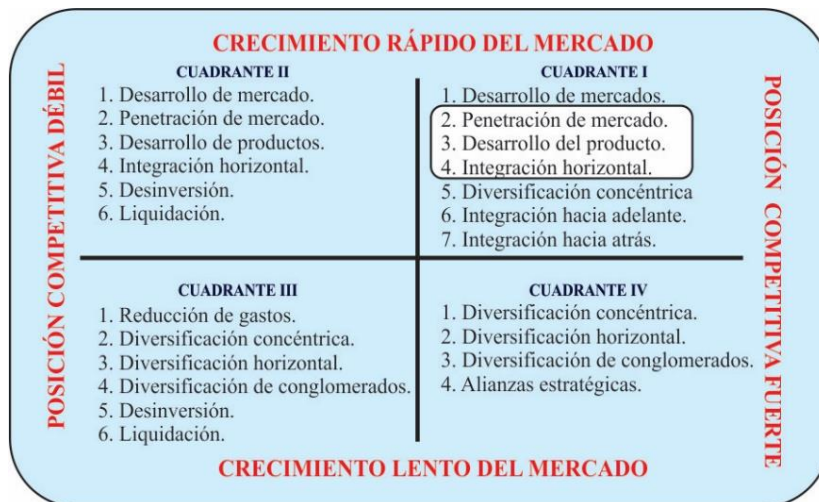 CRECIMIENTO RÁPIDO DEL MERCADO
POSICIÓN COMPETITIVA DÉBIL
CUADRANTE II
1. Desarrollo de mercado.
2. Penetración de mercado.
3. Desarrollo de productos.
4. Integración horizontal.
5. Desinversión.
6. Liquidación.
CUADRANTE I
1. Desarrollo de mercados.
2. Penetración de mercado.
3. Desarrollo del producto.
4. Integración horizontal.
5. Diversificación concéntrica
6. Integración hacia adelante.
7. Integración hacia atrás.
POSICIÓN COMPETITIVA FUERTE
CUADRANTE III
1. Reducción de gastos.
2. Diversificación concéntrica.
3. Diversificación horizontal.
4. Diversificación de conglomerados.
5. Desinversión.
6. Liquidación.
CUADRANTE IV
1. Diversificación concéntrica.
2. Diversificación horizontal.
3. Diversificación de conglomerados.
4. Alianzas estratégicas.
CRECIMIENTO LENTO DEL MERCADO